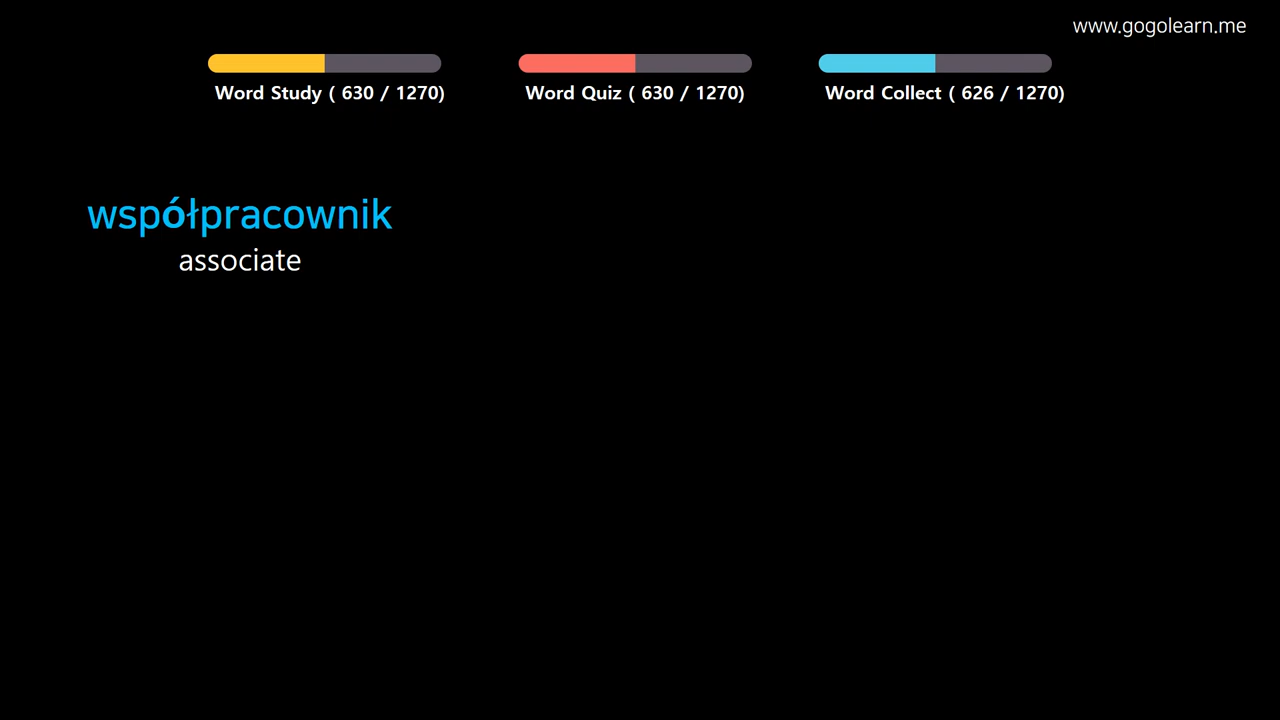 www.gogolearn.me
Word Study ( 630 / 1270)
Word Quiz ( 630 / 1270)
Word Collect ( 626 / 1270)
współpracownik
associate